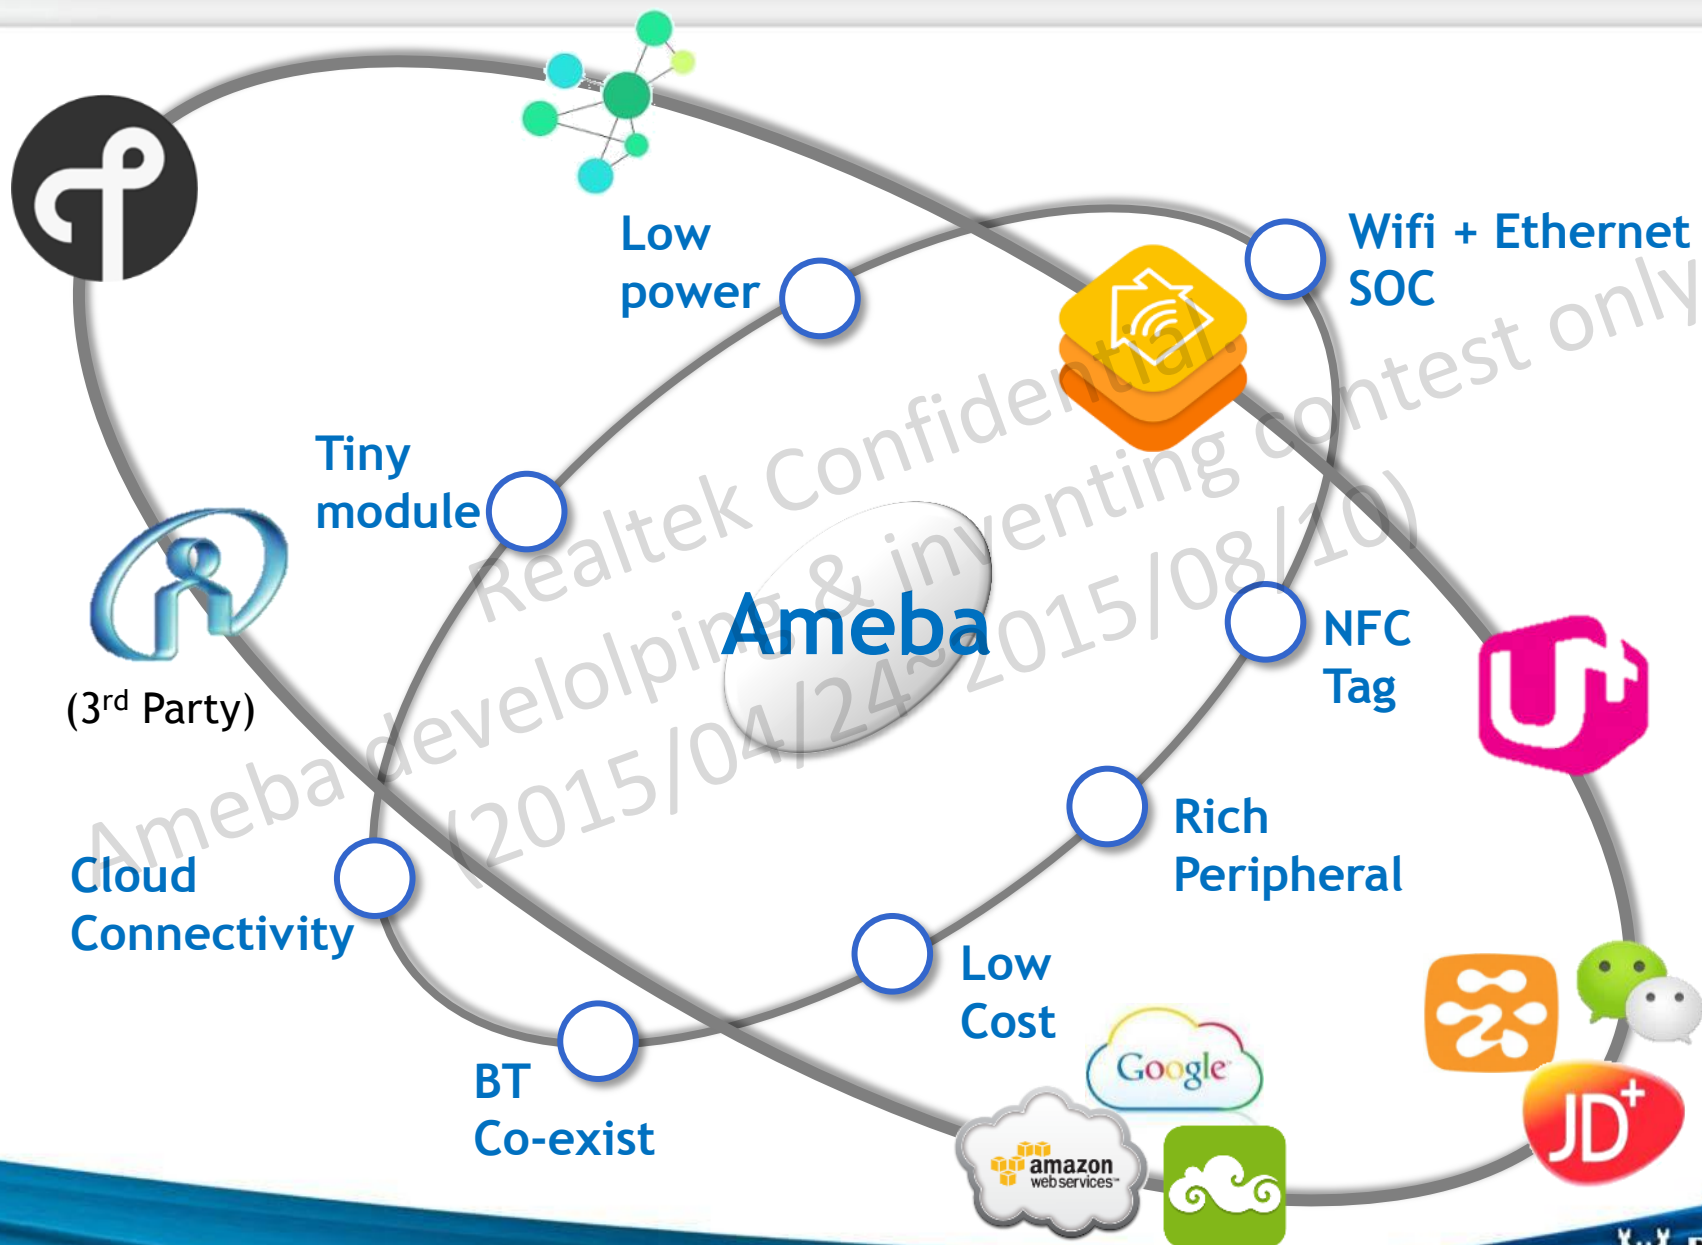 Low
power
Wifi + Ethernet
SOC
Tiny
module
Ameba
NFC
Tag
(3rd Party)
Rich
Peripheral
Cloud
Connectivity
Low
Cost
BT
Co-exist
U+
Google
amazon
webservices™
JD+
Realtek Confidential.
Ameba develolping & inventing contest only
(2015/04/24~2015/08/10)